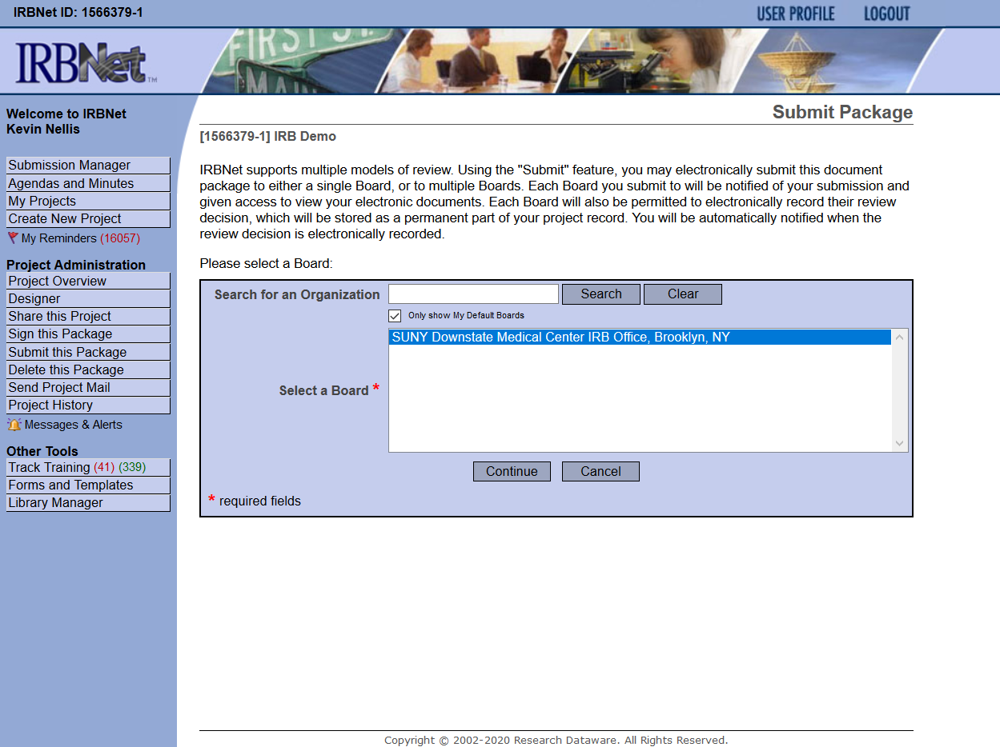 IRBNet ID: 1566379-1
USER PROFILE LOGOUT
IRBNet TM
FIRST ST.
MAIN
Welcome to IRBNet
Kevin Nellis
Submission Manager
Agendas and Minutes
My Projects
Create New Project
My Reminders (16057)
Project Administration
Project Overview
Designer
Share this Project
Sign this Package
Submit this Package
Delete this Package
Send Project Mail
Project History
Messages & Alerts
Other Tools
Track Training (41) (339)
Forms and Templates
Library Manager
Submit Package
[1566379-1] IRB Demo
IRBNet supports multiple models of review. Using the "Submit" feature, you may electronically submit this document
package to either a single Board, or to multiple Boards. Each Board you submit to will be notified of your submission and
given access to view your electronic documents. Each Board will also be permitted to electronically record their review
decision, which will be stored as a permanent part of your project record. You will be automatically notified when the
review decision is electronically recorded.
Please select a Board:
Search for an Organization Search Clear
Only show My Default Boards
SUNY Downstate Medical Center IRB Office, Brooklyn, NY
Select a Board *
Continue Cancel
* required fields
Copyright © 2002-2020 Research Dataware. All Rights Reserved.